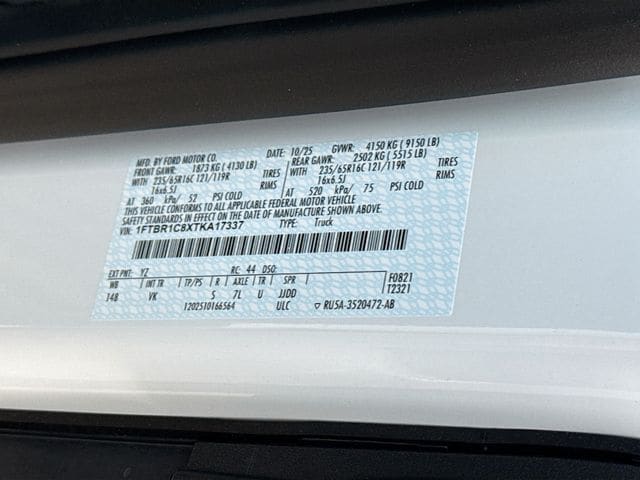 MFD. BY FORD MOTOR CO.
DATE: 10/25 GVWR: 4150 KG ( 9150 LB)
FRONT GAWR: 1873 KG ( 4130 LB)
REAR GAWR: 2502 KG ( 5515 LB)
WITH 235/65R16C 121/119R TIRES
WITH 235/65R16C 121/119R TIRES
16x6.5J RIMS
16x6.5J RIMS
AT 360 kPa/ 52 PSI COLD
AT 520 kPa/ 75 PSI COLD
THIS VEHICLE CONFORMS TO ALL APPLICABLE FEDERAL MOTOR VEHICLE
SAFETY STANDARDS IN EFFECT ON THE DATE OF MANUFACTURE SHOWN ABOVE.
VIN: 1FTBR1C8XTKA17337 TYPE: Truck
EXT PNT: YZ RC: 44 DSO:
WB INT TR TP/PS R AXLE TR SPR
148 VK S 7L U JJDD
F0821
T2321
1202510166564 ULC ▽ RU5A-3520472-AB